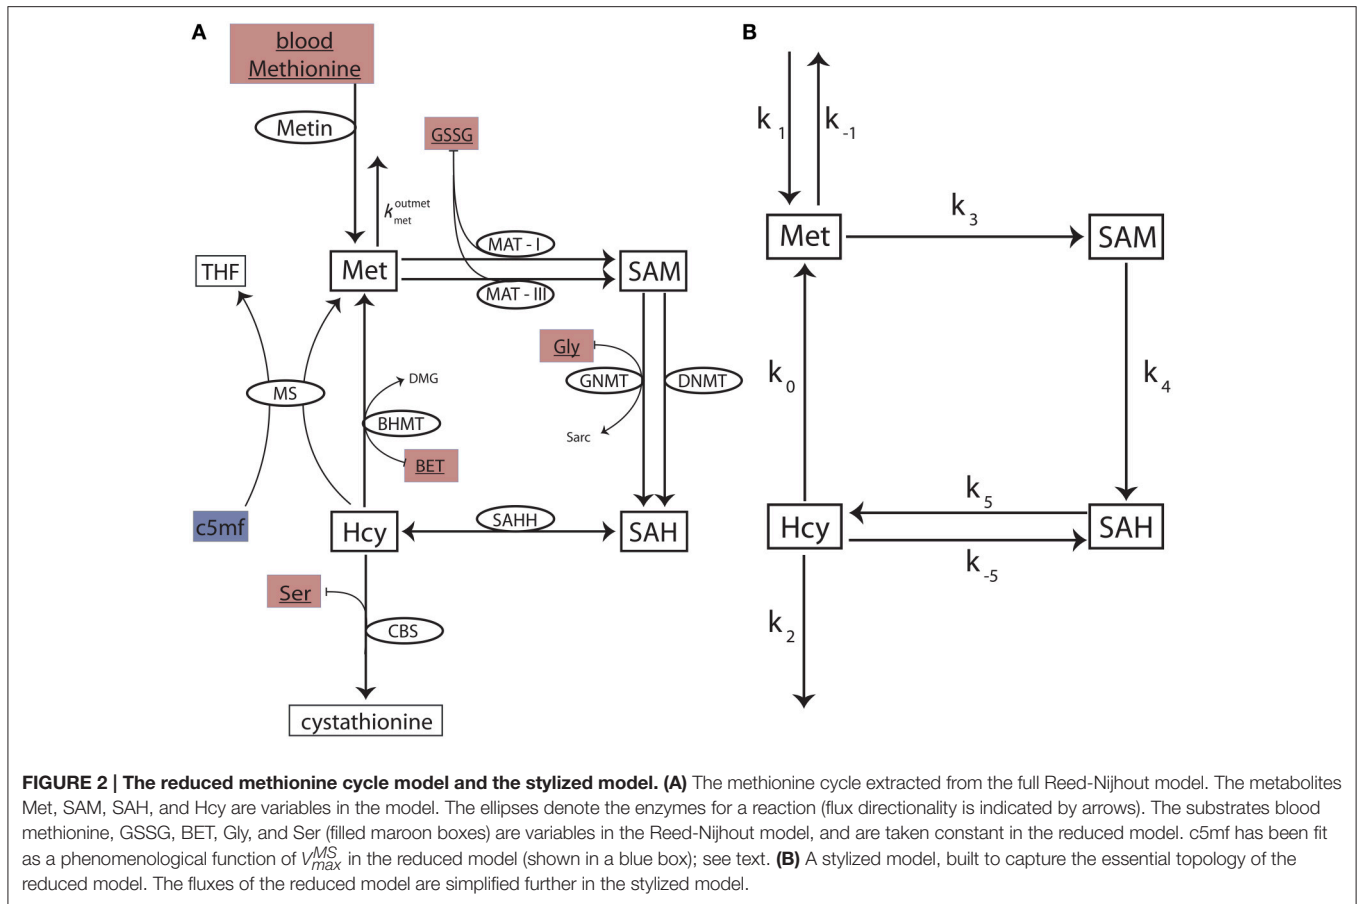 A
blood
Methionine
Metin
GSSG
k met outmet
MAT - I
THF
Met
SAM
MAT - III
Gly
GNMT
DNMT
DMG
MS
BHMT
Sarc
BET
c5mf
Hcy
SAHH
SAH
Ser
CBS
cystathionine
B
k 1
k -1
Met
k 3
SAM
k 0
k 4
k 5
Hcy
SAH
k -5
k 2
FIGURE 2 | The reduced methionine cycle model and the stylized model. (A) The methionine cycle extracted from the full Reed-Nijhout model. The metabolites
Met, SAM, SAH, and Hcy are variables in the model. The ellipses denote the enzymes for a reaction (flux directionality is indicated by arrows). The substrates blood
methionine, GSSG, BET, Gly, and Ser (filled maroon boxes) are variables in the Reed-Nijhout model, and are taken constant in the reduced model. c5mf has been fit
as a phenomenological function of V max MS in the reduced model (shown in a blue box); see text. (B) A stylized model, built to capture the essential topology of the
reduced model. The fluxes of the reduced model are simplified further in the stylized model.